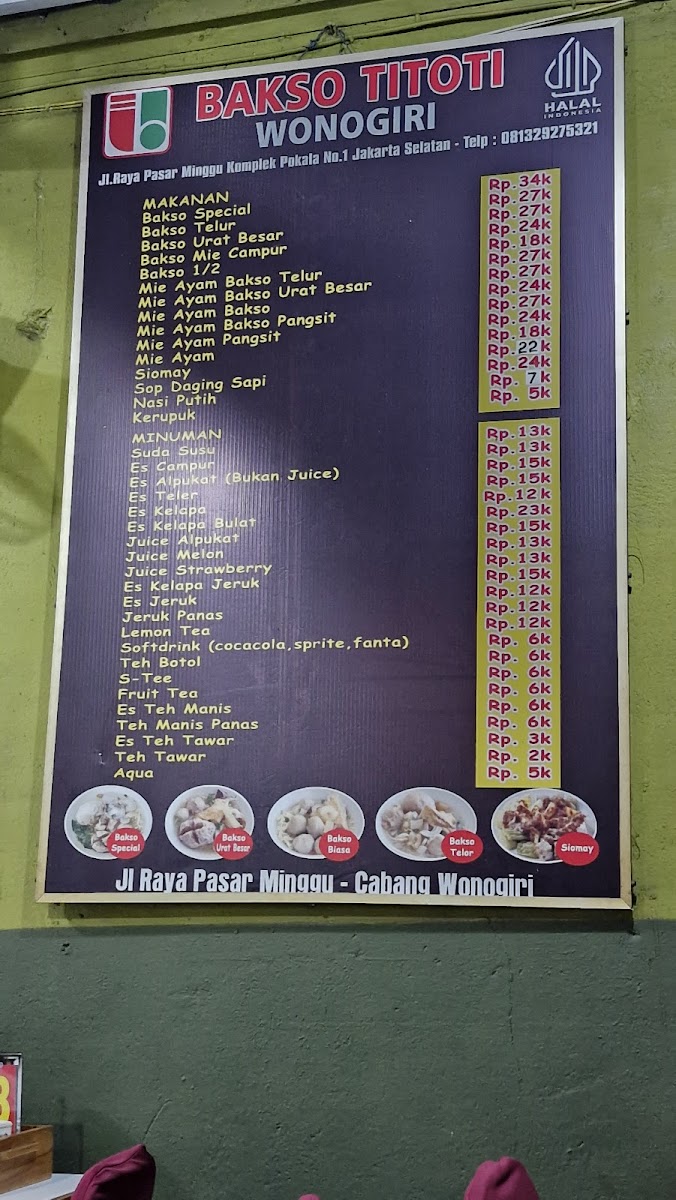 BAKSO TITOTI
WONOGIRI
HALAL
INDONESIA
Jl.Raya Pasar Minggu Komplek Pokala No.1 Jakarta Selatan - Telp : 081329275321
MAKANAN
Bakso Special Rp.34k
Bakso Telur Rp.27k
Bakso Urat Besar Rp.27k
Bakso Mie Campur Rp.24k
Bakso 1/2 Rp.18k
Mie Ayam Bakso Telur Rp.27k
Mie Ayam Bakso Urat Besar Rp.27k
Mie Ayam Bakso Rp.24k
Mie Ayam Bakso Pangsit Rp.27k
Mie Ayam Pangsit Rp.24k
Mie Ayam Rp.18k
Siomay Rp.22k
Sop Daging Sapi Rp.24k
Nasi Putih Rp. 7k
Kerupuk Rp. 5k
MINUMAN
Suda Susu Rp.13k
Es Campur Rp.13k
Es Alpukat (Bukan Juice) Rp.15k
Es Teler Rp.15k
Es Kelapa Rp.12k
Es Kelapa Bulat Rp.23k
Juice Alpukat Rp.15k
Juice Melon Rp.13k
Juice Strawberry Rp.13k
Es Kelapa Jeruk Rp.15k
Es Jeruk Rp.12k
Jeruk Panas Rp.12k
Lemon Tea Rp.12k
Softdrink (cocacola,sprite,fanta) Rp. 6k
Teh Botol Rp. 6k
S-Tee Rp. 6k
Fruit Tea Rp. 6k
Es Teh Manis Rp. 6k
Teh Manis Panas Rp. 6k
Es Teh Tawar Rp. 3k
Teh Tawar Rp. 2k
Aqua Rp. 5k
Bakso Special
Bakso Urat Besar
Bakso Biasa
Bakso Telor
Siomay
Jl Raya Pasar Minggu - Cabang Wonogiri